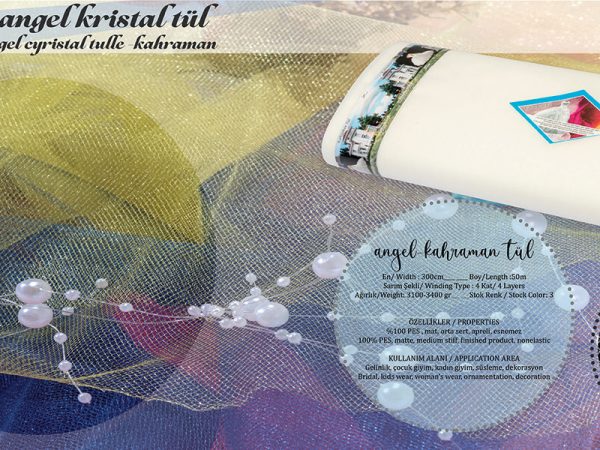 angel kristal tül
gel cyristal tulle -kahraman
angel-kahraman tül
En/ Width : 300cm________ Boy/Length :50m
Sarım Şekli/ Winding Type : 4 Kat/ 4 Layers
Ağırlık/Weight: 3100-3400 gr____ Stok Renk / Stock Color: 3
ÖZELLİKLER / PROPERTIES
%100 PES , mat, arta sert, apreli, esnemez
100% PES, matte, medium stiff, finished product, nonelastic
KULLANIM ALANI / APPLICATION AREA
Gelinlik, çocuk giyim, kadın giyim, süsleme, dekorasyon
Bridal, kids wear, woman's wear, ornamentation, decoration